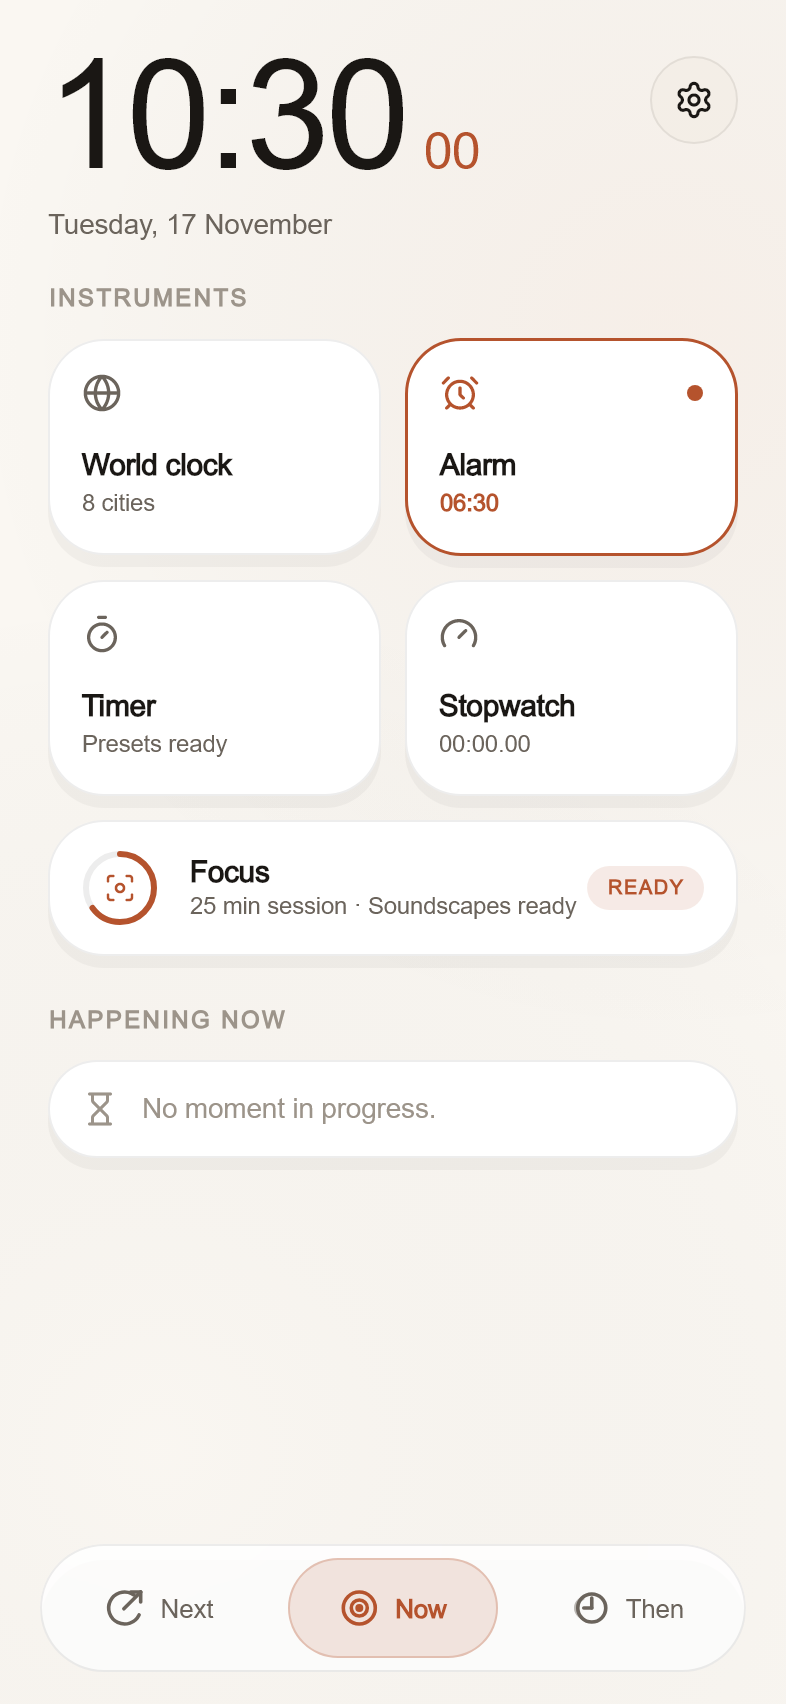 10:30 00
Tuesday, 17 November
INSTRUMENTS
World clock
8 cities
Alarm
06:30
Timer
Presets ready
Stopwatch
00:00.00
Focus
25 min session · Soundscapes ready
READY
HAPPENING NOW
No moment in progress.
Next
Now
Then